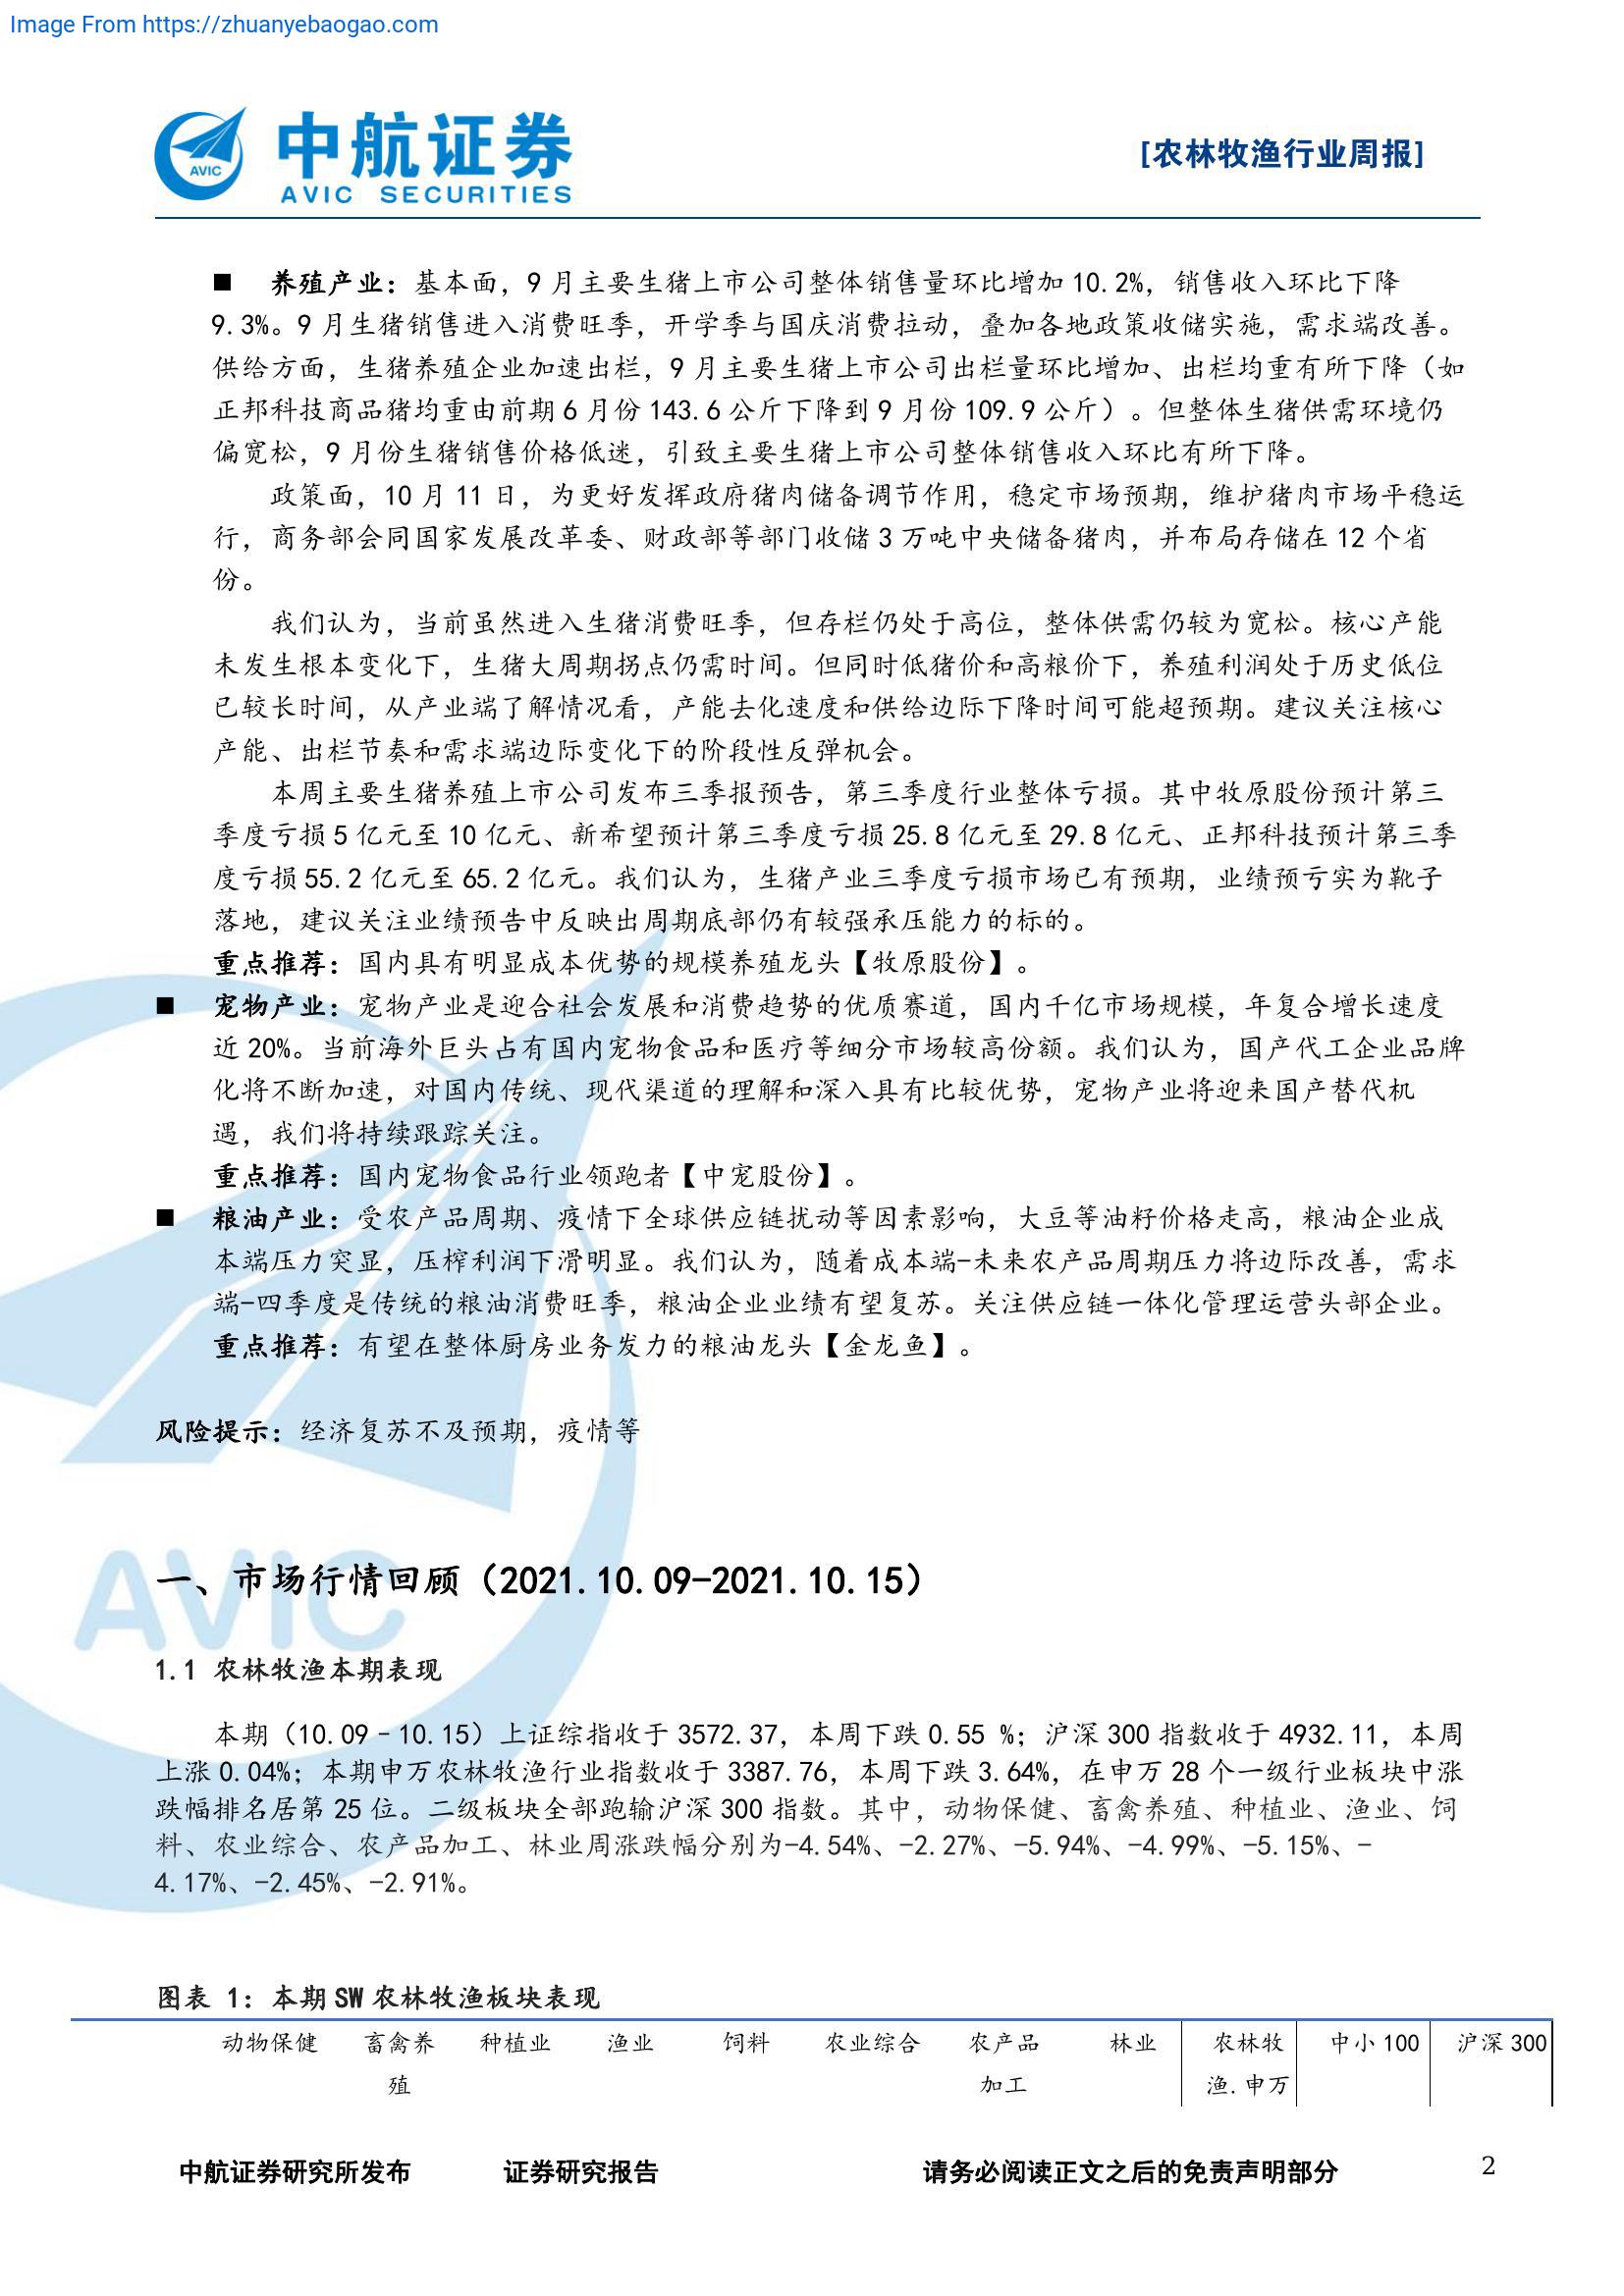 Image From https://zhuanyebaogao.com
中航证券
AVIC SECURITIES
AVIC
[农林牧渔行业周报]
■ 养殖产业：基本面，9 月主要生猪上市公司整体销售量环比增加 10.2%，销售收入环比下降
9.3%。9 月生猪销售进入消费旺季，开学季与国庆消费拉动，叠加各地政策收储实施，需求端改善。
供给方面，生猪养殖企业加速出栏，9 月主要生猪上市公司出栏量环比增加、出栏均重有所下降（如
正邦科技商品猪均重由前期 6 月份 143.6 公斤下降到 9 月份 109.9 公斤）。但整体生猪供需环境仍
偏宽松，9 月份生猪销售价格低迷，引致主要生猪上市公司整体销售收入环比有所下降。
政策面，10 月 11 日，为更好发挥政府猪肉储备调节作用，稳定市场预期，维护猪肉市场平稳运
行，商务部会同国家发展改革委、财政部等部门收储 3 万吨中央储备猪肉，并布局存储在 12 个省
份。
我们认为，当前虽然进入生猪消费旺季，但存栏仍处于高位，整体供需仍较为宽松。核心产能
未发生根本变化下，生猪大周期拐点仍需时间。但同时低猪价和高粮价下，养殖利润处于历史低位
已较长时间，从产业端了解情况看，产能去化速度和供给边际下降时间可能超预期。建议关注核心
产能、出栏节奏和需求端边际变化下的阶段性反弹机会。
本周主要生猪养殖上市公司发布三季报预告，第三季度行业整体亏损。其中牧原股份预计第三
季度亏损 5 亿元至 10 亿元、新希望预计第三季度亏损 25.8 亿元至 29.8 亿元、正邦科技预计第三季
度亏损 55.2 亿元至 65.2 亿元。我们认为，生猪产业三季度亏损市场已有预期，业绩预亏实为靴子
落地，建议关注业绩预告中反映出周期底部仍有较强承压能力的标的。
重点推荐：国内具有明显成本优势的规模养殖龙头【牧原股份】。
■ 宠物产业：宠物产业是迎合社会发展和消费趋势的优质赛道，国内千亿市场规模，年复合增长速度
近 20%。当前海外巨头占有国内宠物食品和医疗等细分市场较高份额。我们认为，国产代工企业品牌
化将不断加速，对国内传统、现代渠道的理解和深入具有比较优势，宠物产业将迎来国产替代机
遇，我们将持续跟踪关注。
重点推荐：国内宠物食品行业领跑者【中宠股份】。
■ 粮油产业：受农产品周期、疫情下全球供应链扰动等因素影响，大豆等油籽价格走高，粮油企业成
本端压力突显，压榨利润下滑明显。我们认为，随着成本端-未来农产品周期压力将边际改善，需求
端-四季度是传统的粮油消费旺季，粮油企业业绩有望复苏。关注供应链一体化管理运营头部企业。
重点推荐：有望在整体厨房业务发力的粮油龙头【金龙鱼】。
风险提示：经济复苏不及预期，疫情等
AVIC
一、市场行情回顾（2021.10.09-2021.10.15）
1.1 农林牧渔本期表现
本期（10.09–10.15）上证综指收于 3572.37，本周下跌 0.55 %；沪深 300 指数收于 4932.11，本周
上涨 0.04%；本期申万农林牧渔行业指数收于 3387.76，本周下跌 3.64%，在申万 28 个一级行业板块中涨
跌幅排名居第 25 位。二级板块全部跑输沪深 300 指数。其中，动物保健、畜禽养殖、种植业、渔业、饲
料、农业综合、农产品加工、林业周涨跌幅分别为-4.54%、-2.27%、-5.94%、-4.99%、-5.15%、-
4.17%、-2.45%、-2.91%。
图表 1：本期 SW 农林牧渔板块表现
动物保健 畜禽养 种植业 渔业 饲料 农业综合 农产品 林业 农林牧 中小 100 沪深 300
殖 加工 渔.申万
中航证券研究所发布 证券研究报告 请务必阅读正文之后的免责声明部分 2